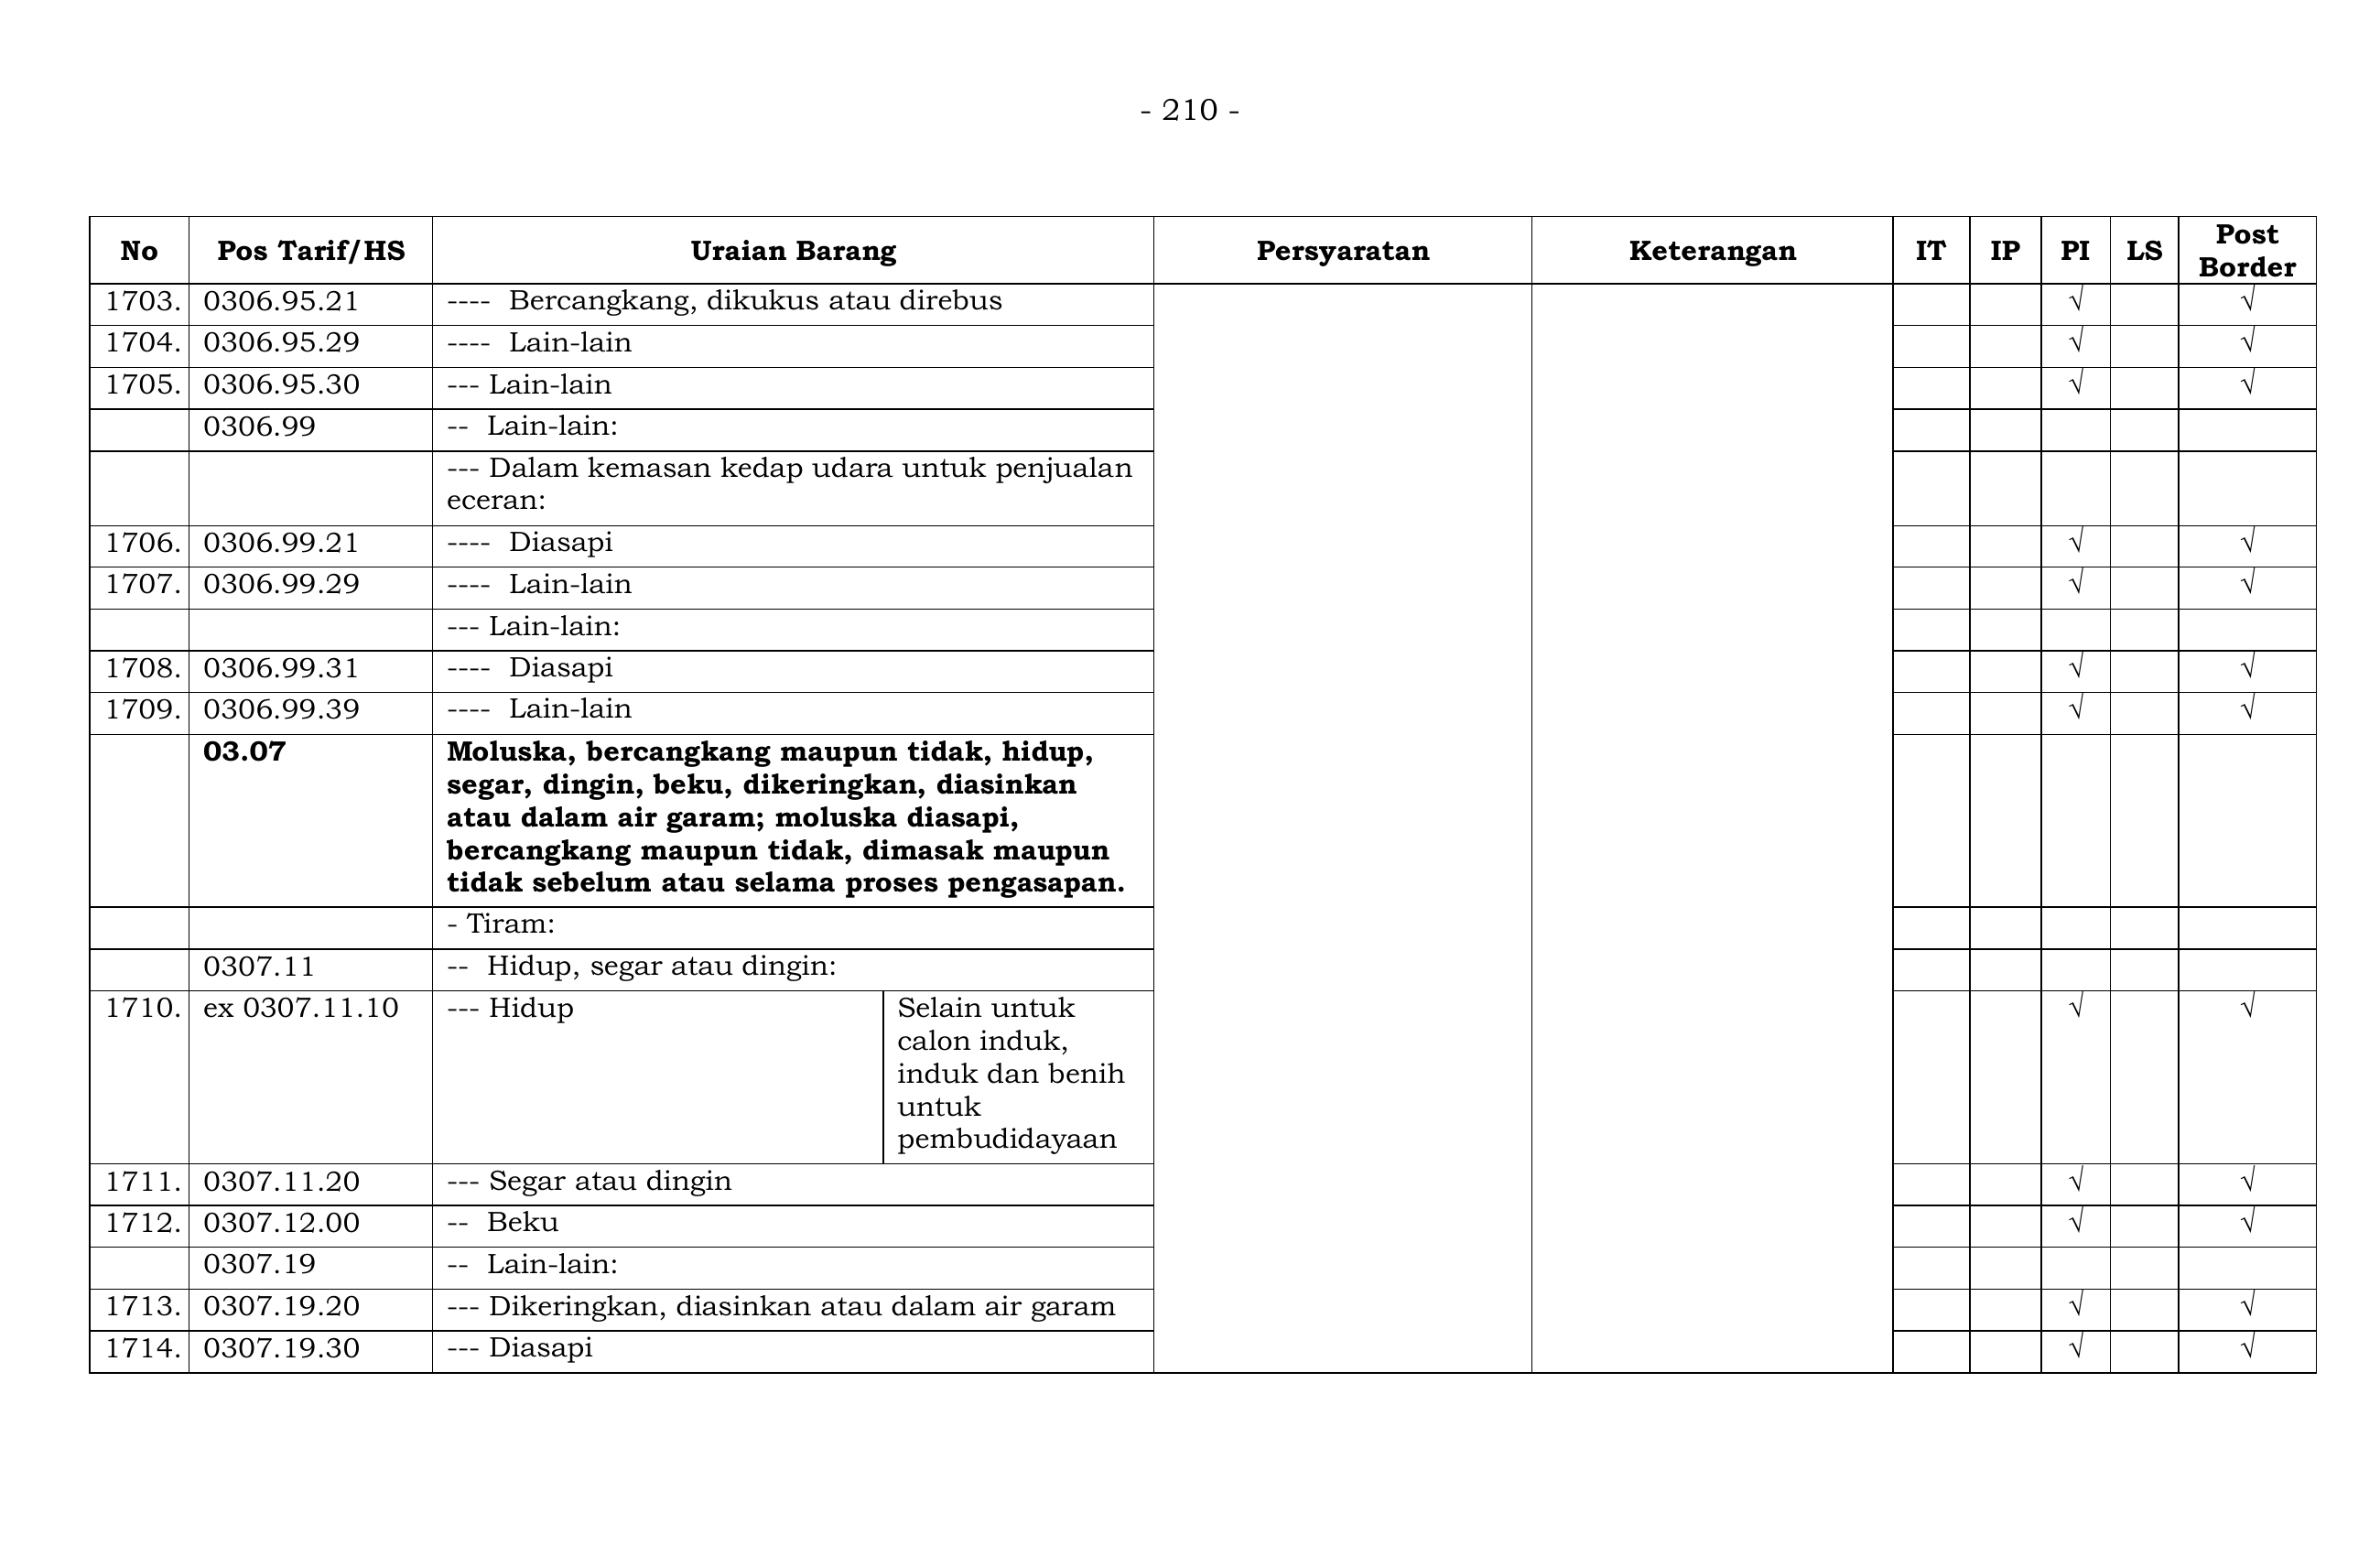 - 210 -
No Pos Tarif/HS Uraian Barang Persyaratan Keterangan IT IP PI LS Post Border
1703. 0306.95.21 ---- Bercangkang, dikukus atau direbus √ √
1704. 0306.95.29 ---- Lain-lain √ √
1705. 0306.95.30 --- Lain-lain √ √
0306.99 -- Lain-lain:
--- Dalam kemasan kedap udara untuk penjualan
eceran:
1706. 0306.99.21 ---- Diasapi √ √
1707. 0306.99.29 ---- Lain-lain √ √
--- Lain-lain:
1708. 0306.99.31 ---- Diasapi √ √
1709. 0306.99.39 ---- Lain-lain √ √
03.07 Moluska, bercangkang maupun tidak, hidup,
segar, dingin, beku, dikeringkan, diasinkan
atau dalam air garam; moluska diasapi,
bercangkang maupun tidak, dimasak maupun
tidak sebelum atau selama proses pengasapan.
- Tiram:
0307.11 -- Hidup, segar atau dingin:
1710. ex 0307.11.10 --- Hidup Selain untuk √ √
calon induk,
induk dan benih
untuk
pembudidayaan
1711. 0307.11.20 --- Segar atau dingin √ √
1712. 0307.12.00 -- Beku √ √
0307.19 -- Lain-lain:
1713. 0307.19.20 --- Dikeringkan, diasinkan atau dalam air garam √ √
1714. 0307.19.30 --- Diasapi √ √